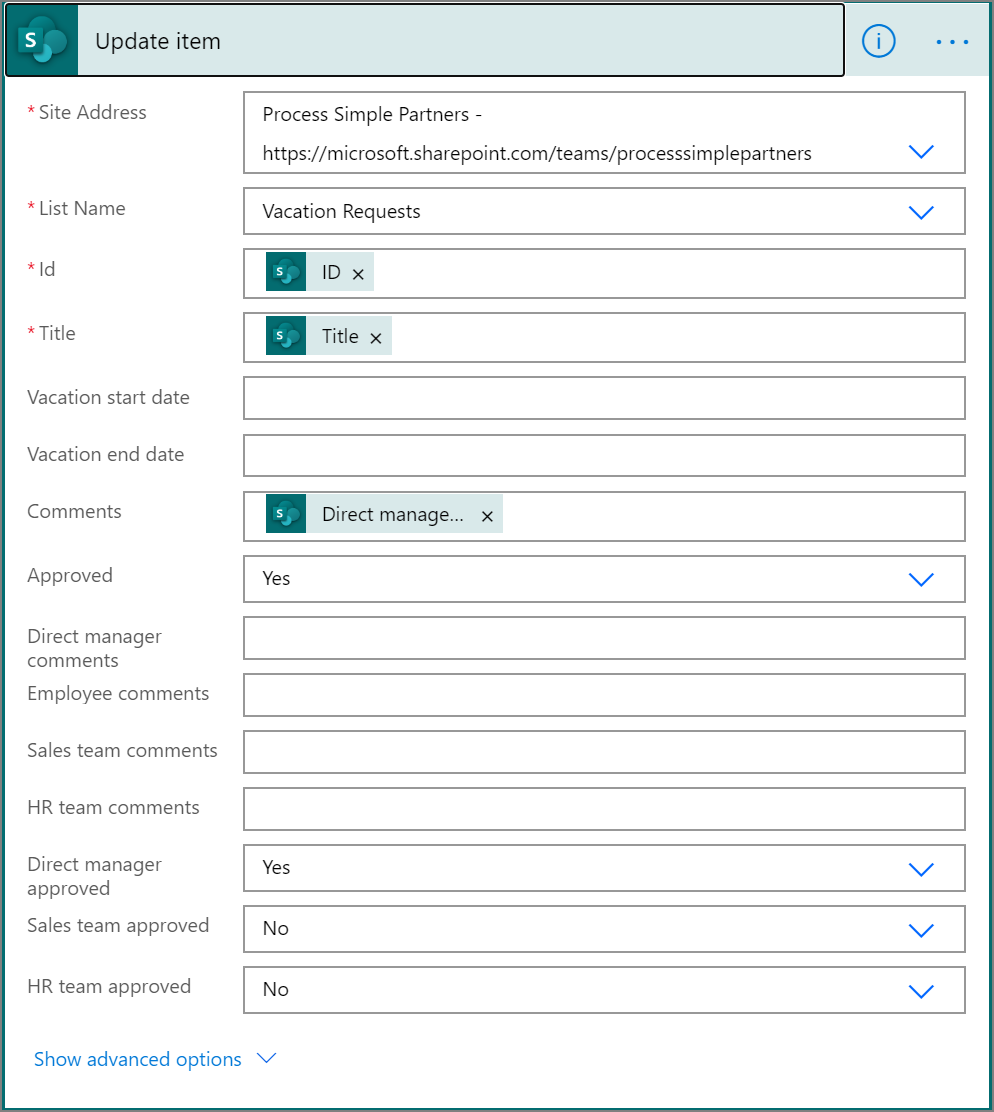 S Update item
* Site Address
Process Simple Partners -
https://microsoft.sharepoint.com/teams/processsimplepartners
* List Name
Vacation Requests
* Id
S ID ×
* Title
S Title ×
Vacation start date
Vacation end date
Comments
S Direct manage... ×
Approved
Yes
Direct manager
comments
Employee comments
Sales team comments
HR team comments
Direct manager
approved
Yes
Sales team approved
No
HR team approved
No
Show advanced options